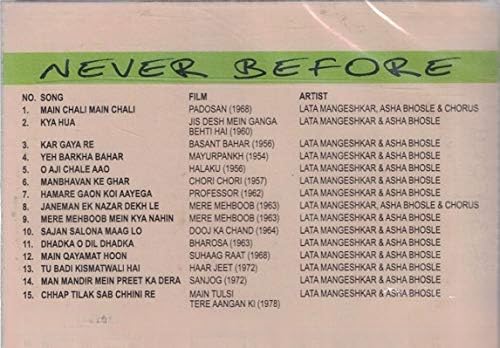 NEVER BEFORE
NO. SONG FILM ARTIST
1. MAIN CHALI MAIN CHALI PADOSAN (1968) LATA MANGESHKAR, ASHA BHOSLE & CHORUS
2. KYA HUA JIS DESH MEIN GANGA LATA MANGESHKAR & ASHA BHOSLE
BEHTI HAI (1960)
3. KAR GAYA RE BASANT BAHAR (1956) LATA MANGESHKAR & ASHA BHOSLE
4. YEH BARKHA BAHAR MAYURPANKH (1954) LATA MANGESHKAR & ASHA BHOSLE
5. O AJI CHALE AAO HALAKU (1956) LATA MANGESHKAR & ASHA BHOSLE
6. MANBHAVAN KE GHAR CHORI CHORI (1957) LATA MANGESHKAR & ASHA BHOSLE
7. HAMARE GAON KOI AAYEGA PROFESSOR (1962) LATA MANGESHKAR & ASHA BHOSLE
8. JANEMAN EK NAZAR DEKH LE MERE MEHBOOB (1963) LATA MANGESHKAR, ASHA BHOSLE & CHORUS
9. MERE MEHBOOB MEIN KYA NAHIN MERE MEHBOOB (1963) LATA MANGESHKAR & ASHA BHOSLE
10. SAJAN SALONA MAAG LO DOOJ KA CHAND (1964) LATA MANGESHKAR & ASHA BHOSLE
11. DHADKA O DIL DHADKA BHAROSA (1963) LATA MANGESHKAR & ASHA BHOSLE
12. MAIN QAYAMAT HOON SUHAAG RAAT (1968) LATA MANGESHKAR & ASHA BHOSLE
13. TU BADI KISMATWALI HAI HAAR JEET (1972) LATA MANGESHKAR & ASHA BHOSLE
14. MAN MANDIR MEIN PREET KA DERA SANJOG (1972) LATA MANGESHKAR & ASHA BHOSLE
15. CHHAP TILAK SAB CHHINI RE MAIN TULSI LATA MANGESHKAR & ASHA BHOSLE
TERE AANGAN KI (1978)